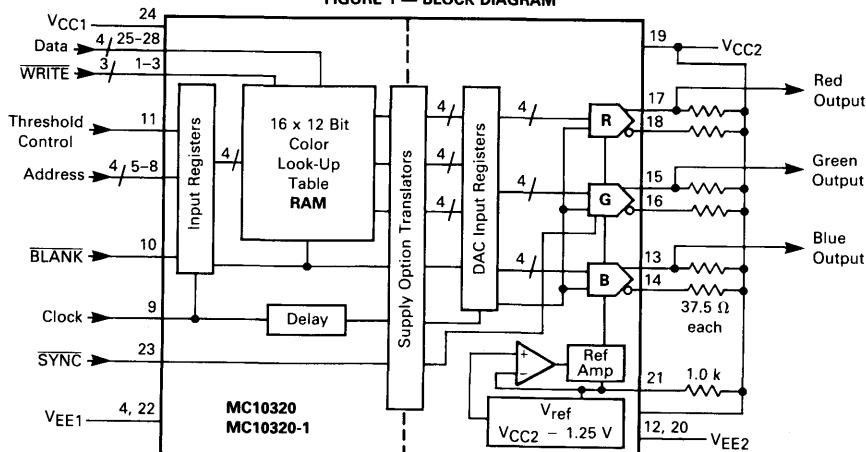 FIGURE 1 — BLOCK DIAGRAM
VCC1
24
Data
4
25–28
WRITE
3
1–3
Threshold
Control
11
Address
4
5–8
BLANK
10
Clock
9
SYNC
23
VEE1
4, 22
Input Registers
4
16 x 12 Bit
Color
Look-Up
Table
RAM
Delay
MC10320
MC10320-1
Supply Option Translators
4
4
4
DAC Input Registers
4
4
4
R
G
B
+
−
Ref
Amp
Vref
VCC2 − 1.25 V
19
VCC2
17
18
Red
Output
15
16
Green
Output
13
14
Blue
Output
37.5 Ω
each
21
1.0 k
12, 20
VEE2